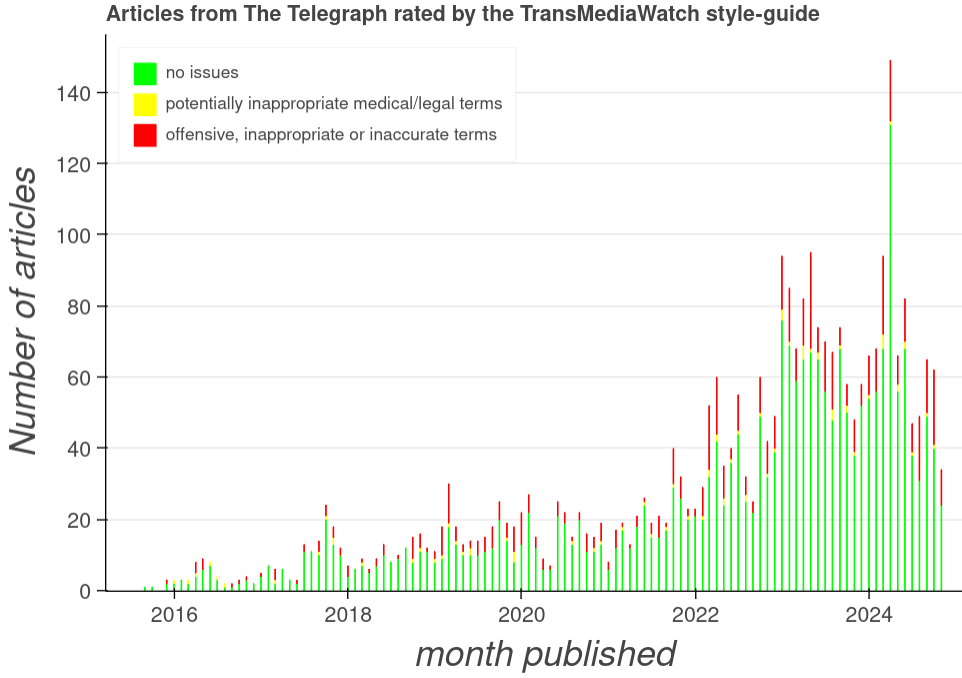 Articles from The Telegraph rated by the TransMediaWatch style-guide
no issues
potentially inappropriate medical/legal terms
offensive, inappropriate or inaccurate terms
Number of articles
140
120
100
80
60
40
20
0
2016 2018 2020 2022 2024
month published